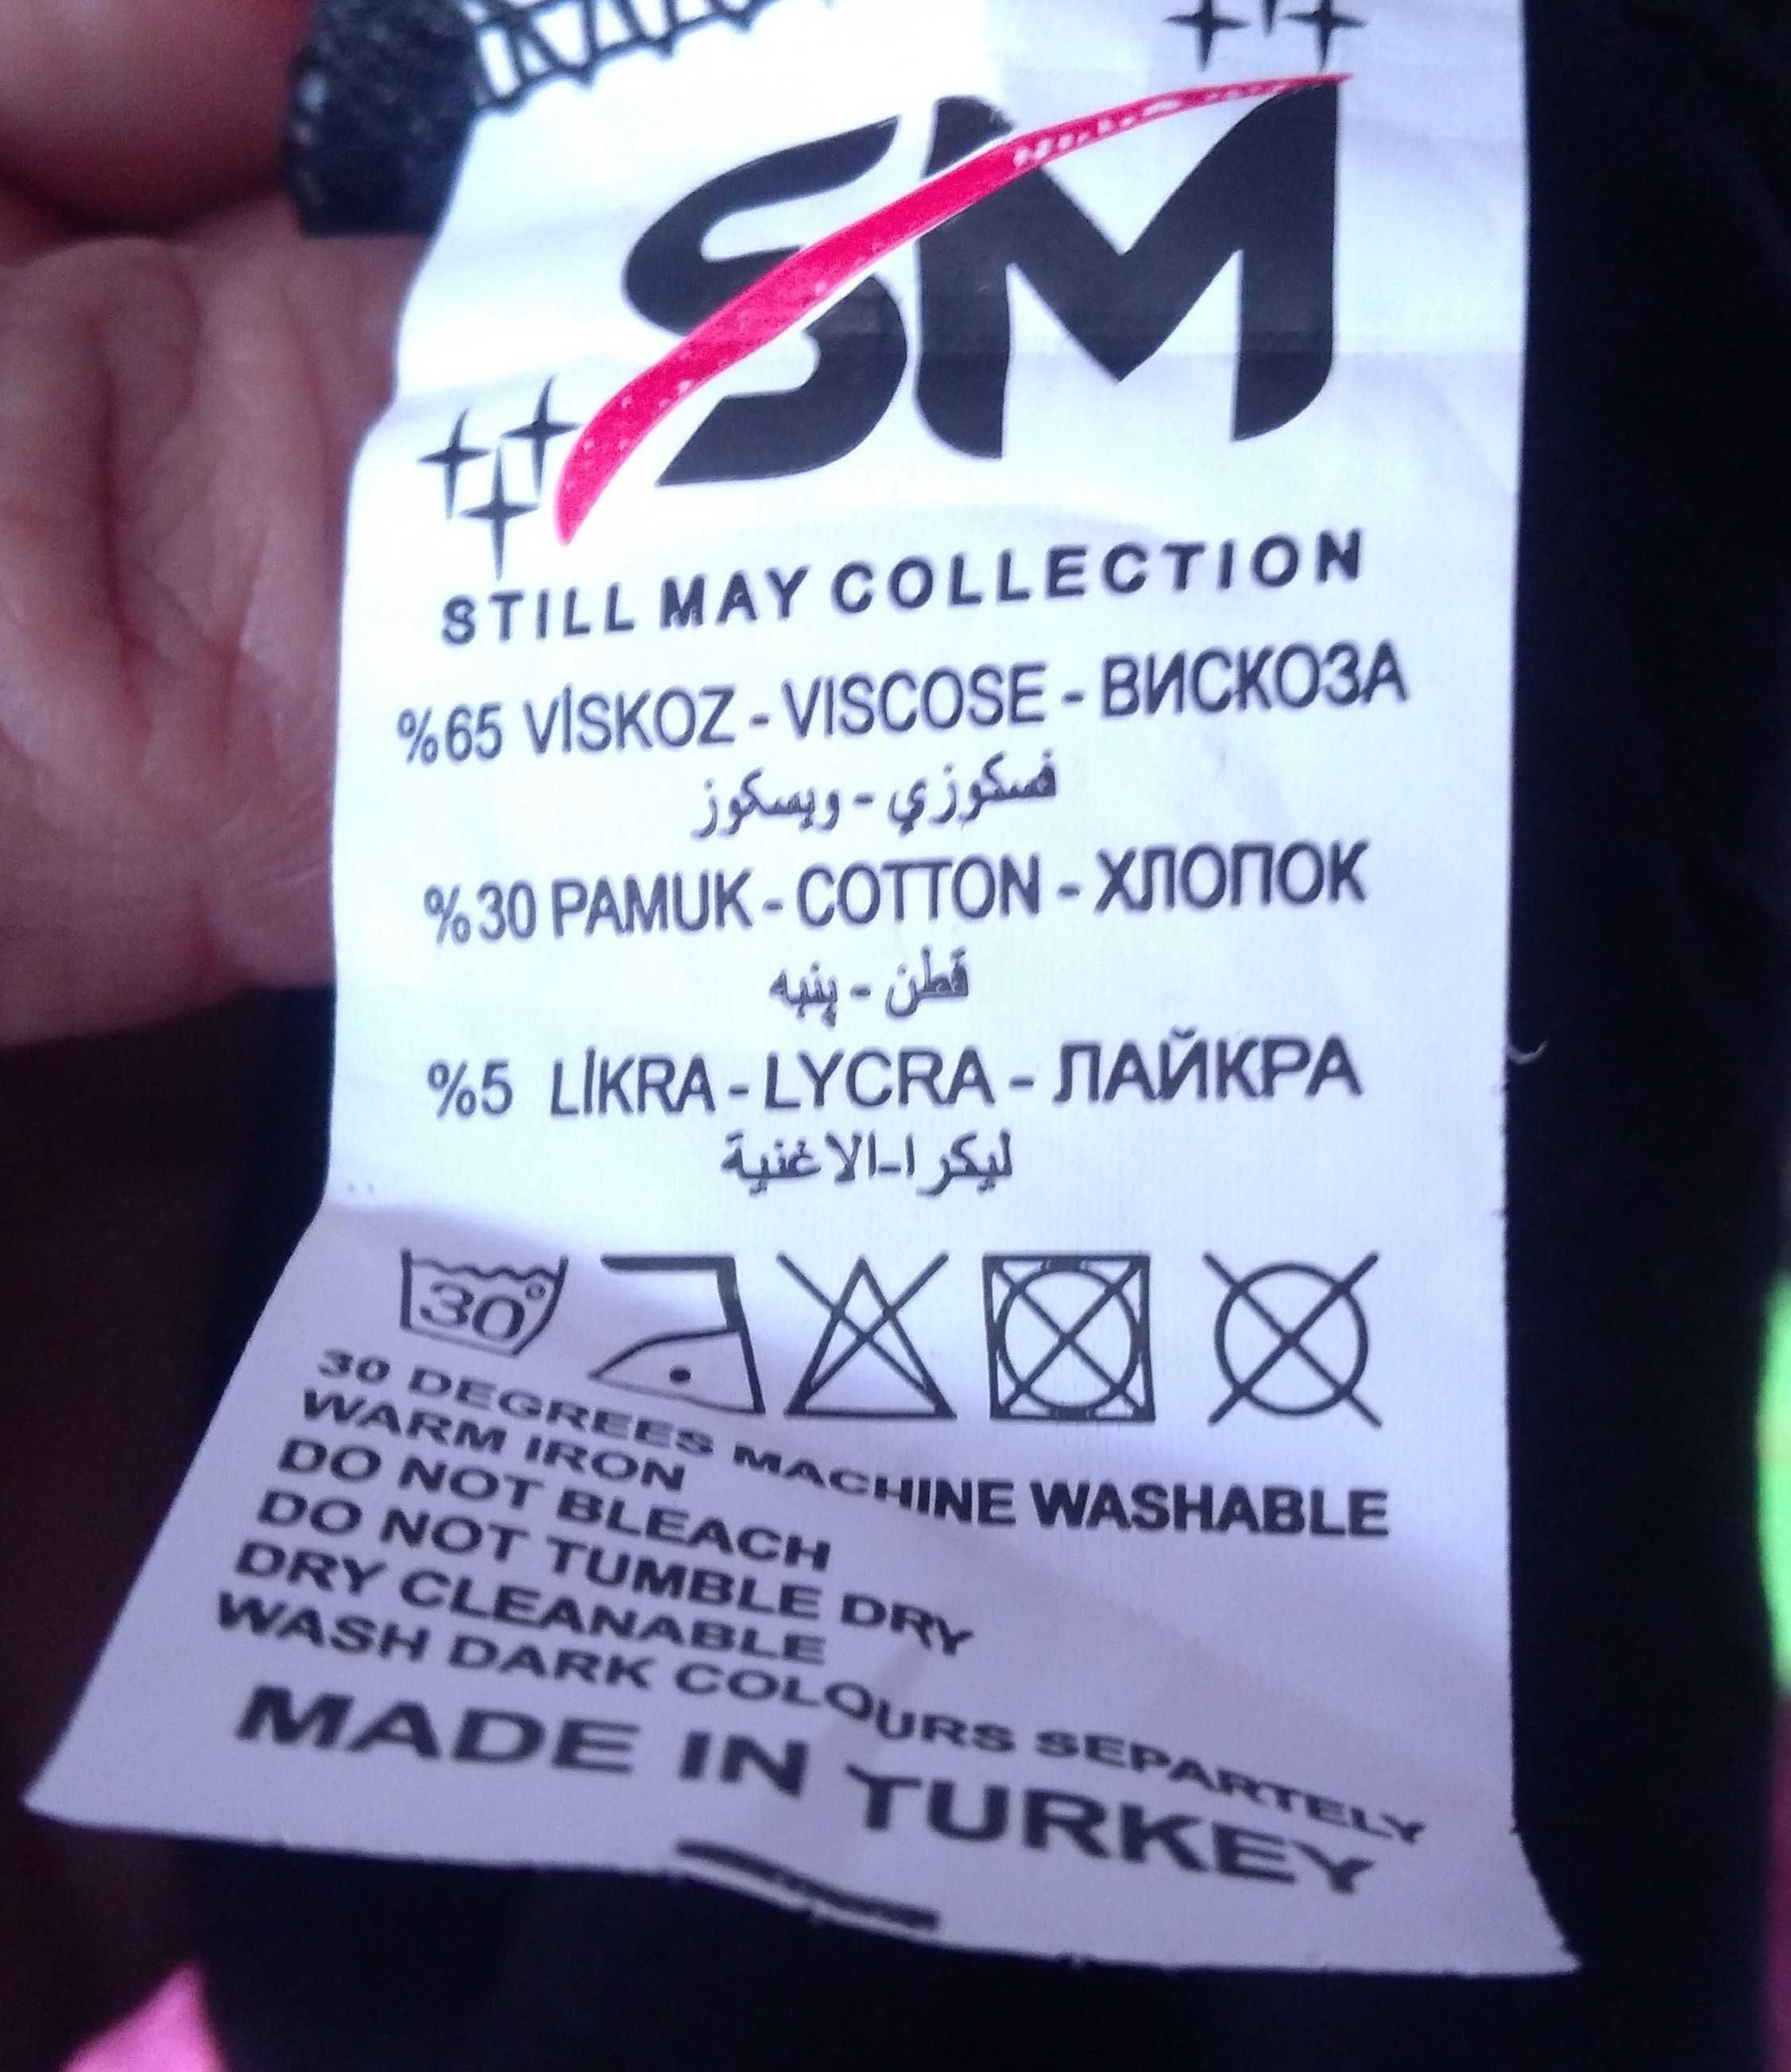 SM
STILL MAY COLLECTION
%65 VİSKOZ - VISCOSE - ВИСКОЗА
فسكوزي - ويسكوز
%30 PAMUK - COTTON - ХЛОПОК
قطن - پنبه
%5 LİKRA - LYCRA - ЛАЙКРА
ليكرا-الاغنية
30°
30 DEGREES MACHINE WASHABLE
WARM IRON
DO NOT BLEACH
DO NOT TUMBLE DRY
DRY CLEANABLE
WASH DARK COLOURS SEPARTELY
MADE IN TURKEY